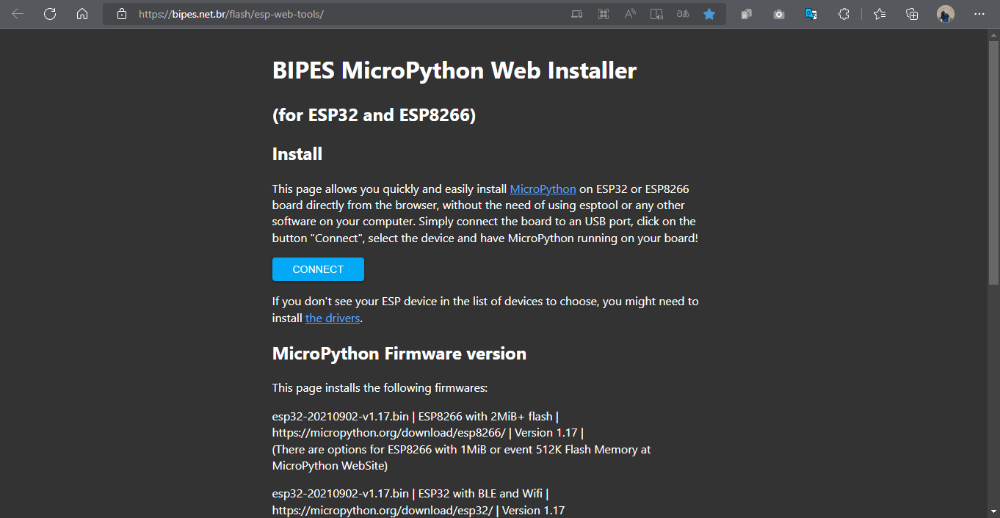 https://bipes.net.br/flash/esp-web-tools/
BIPES MicroPython Web Installer
(for ESP32 and ESP8266)
Install
This page allows you quickly and easily install MicroPython on ESP32 or ESP8266
board directly from the browser, without the need of using esptool or any other
software on your computer. Simply connect the board to an USB port, click on the
button "Connect", select the device and have MicroPython running on your board!
CONNECT
If you don't see your ESP device in the list of devices to choose, you might need to
install the drivers.
MicroPython Firmware version
This page installs the following firmwares:
esp32-20210902-v1.17.bin | ESP8266 with 2MiB+ flash |
https://micropython.org/download/esp8266/ | Version 1.17 |
(There are options for ESP8266 with 1MiB or event 512K Flash Memory at
MicroPython WebSite)
esp32-20210902-v1.17.bin | ESP32 with BLE and Wifi |
https://micropython.org/download/esp32/ | Version 1.17